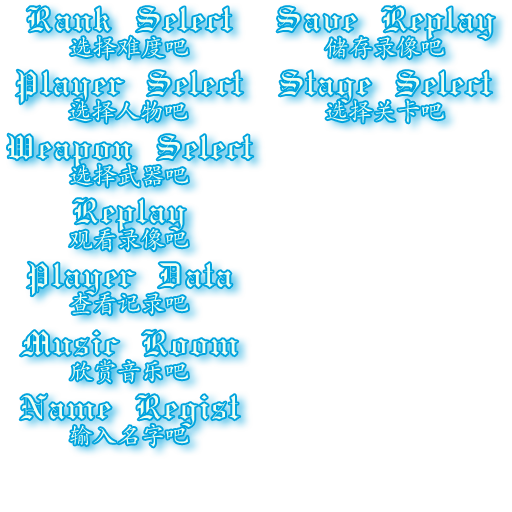 Rank Select
选择难度吧
Player Select
选择人物吧
Weapon Select
选择武器吧
Replay
观看录像吧
Player Data
查看记录吧
Music Room
欣赏音乐吧
Name Regist
输入名字吧
Save Replay
储存录像吧
Stage Select
选择关卡吧